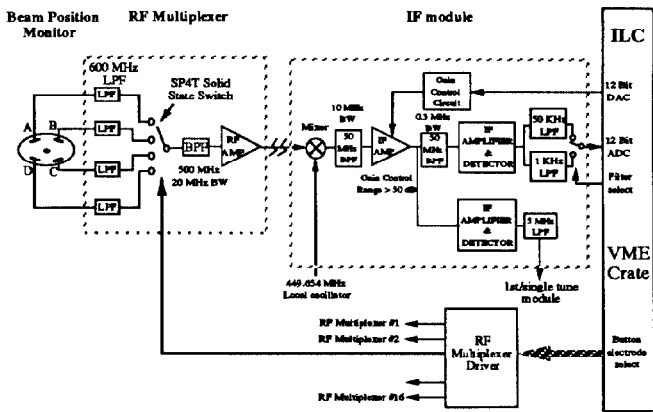 Beam Position
Monitor
RF Multiplexer
IF module
ILC
600 MHz
LPF
LPF
LPF
LPF
LPF
SP4T Solid
State Switch
A
B
D
C
BPF
RF
AMP
500 MHz
20 MHz BW
Mixer
10 MHz
BW
50
MHz
BPF
IF
AMP
Gain
Control
Circuit
0.5 MHz
BW
50
MHz
BPF
IF
AMPLIFIER
&
DETECTOR
50 KHz
LPF
1 KHz
LPF
12 Bit
DAC
12 Bit
ADC
Filter
select
Gain Control
Range > 50 db
IF
AMPLIFIER
&
DETECTOR
5 MHz
LPF
1st/single tune
module
449.654 MHz
Local oscillator
VME
Crate
RF Multiplexer #1
RF Multiplexer #2
RF Multiplexer #16
RF
Multiplexer
Driver
Button
electrode
select